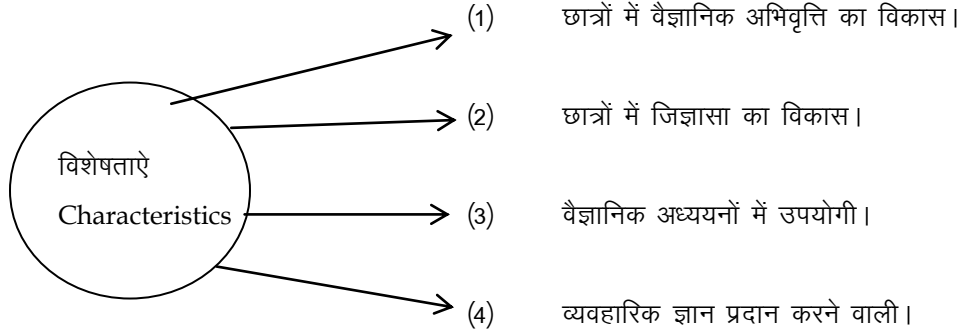 (1) छात्रों में वैज्ञानिक अभिवृत्ति का विकास।
(2) छात्रों में जिज्ञासा का विकास।
विशेषताऐ
Characteristics
(3) वैज्ञानिक अध्ययनों में उपयोगी।
(4) व्यवहारिक ज्ञान प्रदान करने वाली।